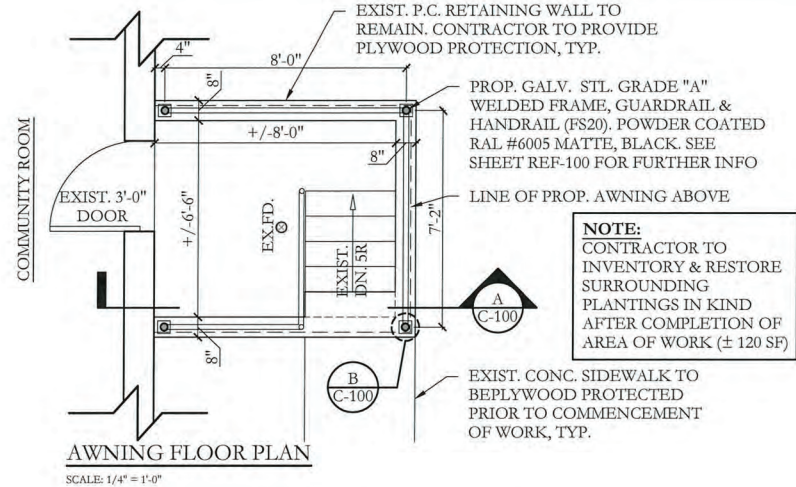 EXIST. P.C. RETAINING WALL TO
REMAIN. CONTRACTOR TO PROVIDE
PLYWOOD PROTECTION, TYP.
4"
8'-0"
8"
PROP. GALV. STL. GRADE "A"
WELDED FRAME, GUARDRAIL &
HANDRAIL (FS20). POWDER COATED
RAL #6005 MATTE, BLACK. SEE
SHEET REF-100 FOR FURTHER INFO
+/-8'-0"
8"
COMMUNITY ROOM
EXIST. 3'-0"
DOOR
+/-6'-6"
EX.FD.
EXIST.
DN. 5R
7'-2"
LINE OF PROP. AWNING ABOVE
NOTE:
CONTRACTOR TO
INVENTORY & RESTORE
SURROUNDING
PLANTINGS IN KIND
AFTER COMPLETION OF
AREA OF WORK (± 120 SF)
A
C-100
8"
B
C-100
EXIST. CONC. SIDEWALK TO
BEPLYWOOD PROTECTED
PRIOR TO COMMENCEMENT
OF WORK, TYP.
AWNING FLOOR PLAN
SCALE: 1/4" = 1'-0"